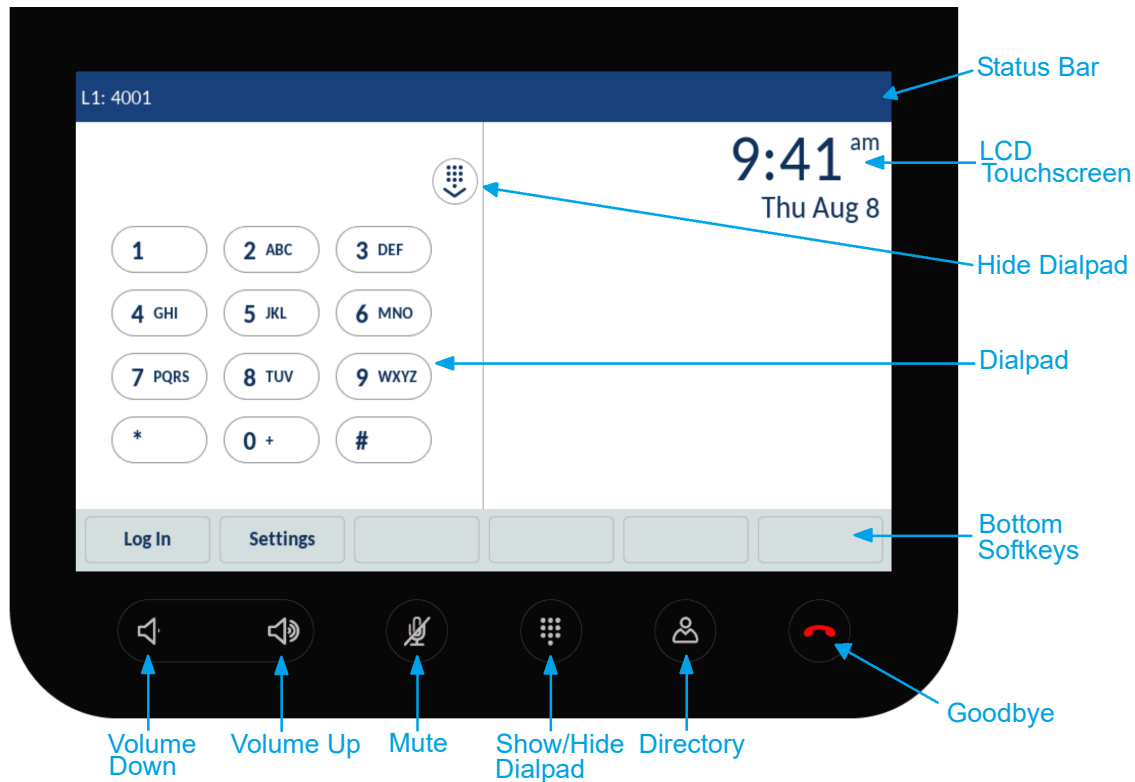 Status Bar
L1: 4001
9:41 am
LCD
Touchscreen
Thu Aug 8
1
2 ABC
3 DEF
Hide Dialpad
4 GHI
5 JKL
6 MNO
7 PQRS
8 TUV
9 WXYZ
Dialpad
*
0 +
#
Log In
Settings
Bottom
Softkeys
Goodbye
Volume
Down
Volume Up
Mute
Show/Hide
Dialpad
Directory